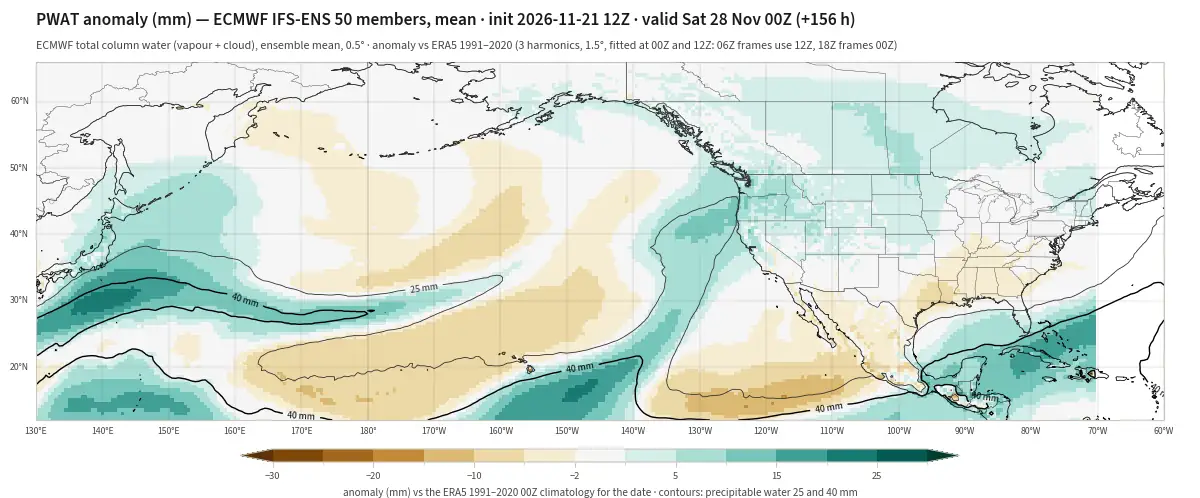 PWAT anomaly (mm) — ECMWF IFS-ENS 50 members, mean · init 2026-11-21 12Z · valid Sat 28 Nov 00Z (+156 h)
ECMWF total column water (vapour + cloud), ensemble mean, 0.5° · anomaly vs ERA5 1991–2020 (3 harmonics, 1.5°, fitted at 00Z and 12Z: 06Z frames use 12Z, 18Z frames 00Z)
60°N
50°N
40°N
30°N
20°N
25 mm
40 mm
40 mm
40 mm
40 mm
40 mm
130°E 140°E 150°E 160°E 170°E 180° 170°W 160°W 150°W 140°W 130°W 120°W 110°W 100°W 90°W 80°W 70°W 60°W
−30 −20 −10 −2 5 15 25
anomaly (mm) vs the ERA5 1991–2020 00Z climatology for the date · contours: precipitable water 25 and 40 mm